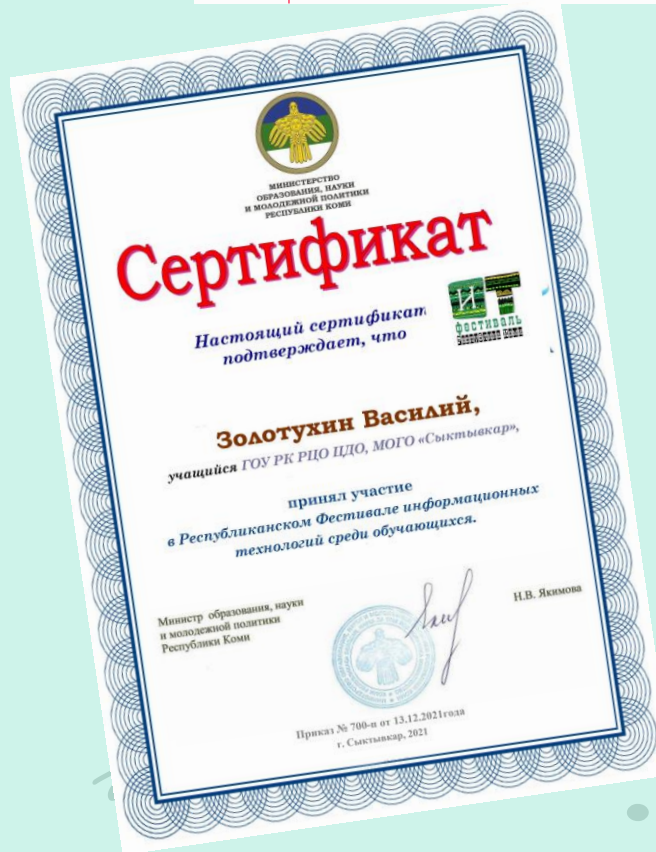 МИНИСТЕРСТВО
ОБРАЗОВАНИЯ, НАУКИ
И МОЛОДЕЖНОЙ ПОЛИТИКИ
РЕСПУБЛИКИ КОМИ
Сертификат
ИТ
фестиваль
Настоящий сертификат
подтверждает, что
Золотухин Василий,
учащийся ГОУ РК РЦО ЦДО, МОГО «Сыктывкар»,
принял участие
в Республиканском Фестивале информационных
технологий среди обучающихся.
Министр образования, науки
и молодежной политики
Республики Коми
Н.В. Якимова
Приказ № 700-п от 13.12.2021года
г. Сыктывкар, 2021